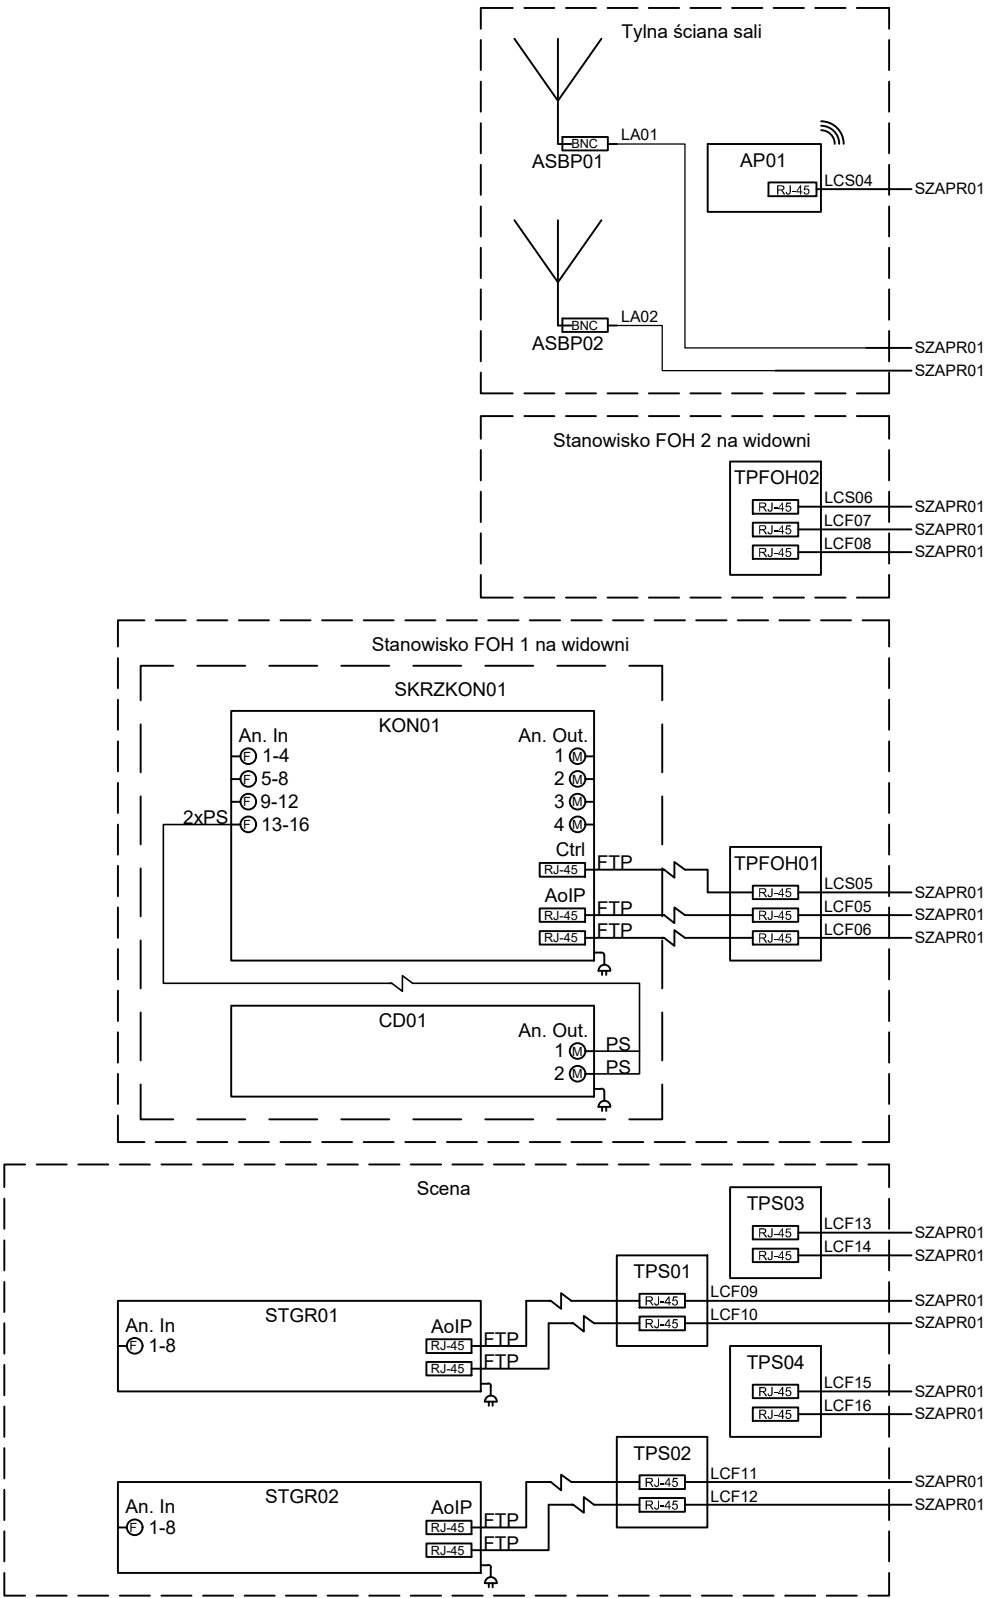 Tylna ściana sali
BNC
LA01
ASBP01
AP01
RJ-45
LCS04
SZAPR01
BNC
LA02
ASBP02
SZAPR01
SZAPR01
Stanowisko FOH 2 na widowni
TPFOH02
RJ-45
LCS06
SZAPR01
RJ-45
LCF07
SZAPR01
RJ-45
LCF08
SZAPR01
Stanowisko FOH 1 na widowni
SKRZKON01
KON01
An. In
F 1-4
F 5-8
F 9-12
2xPS
F 13-16
An. Out.
1 M
2 M
3 M
4 M
Ctrl
RJ-45
FTP
AoIP
RJ-45
FTP
RJ-45
FTP
TPFOH01
RJ-45
LCS05
SZAPR01
RJ-45
LCF05
SZAPR01
RJ-45
LCF06
SZAPR01
CD01
An. Out.
1 M
PS
2 M
PS
Scena
TPS03
RJ-45
LCF13
SZAPR01
RJ-45
LCF14
SZAPR01
TPS01
RJ-45
LCF09
SZAPR01
RJ-45
LCF10
SZAPR01
STGR01
An. In
F 1-8
AoIP
RJ-45
FTP
RJ-45
FTP
TPS04
RJ-45
LCF15
SZAPR01
RJ-45
LCF16
SZAPR01
TPS02
RJ-45
LCF11
SZAPR01
RJ-45
LCF12
SZAPR01
STGR02
An. In
F 1-8
AoIP
RJ-45
FTP
RJ-45
FTP